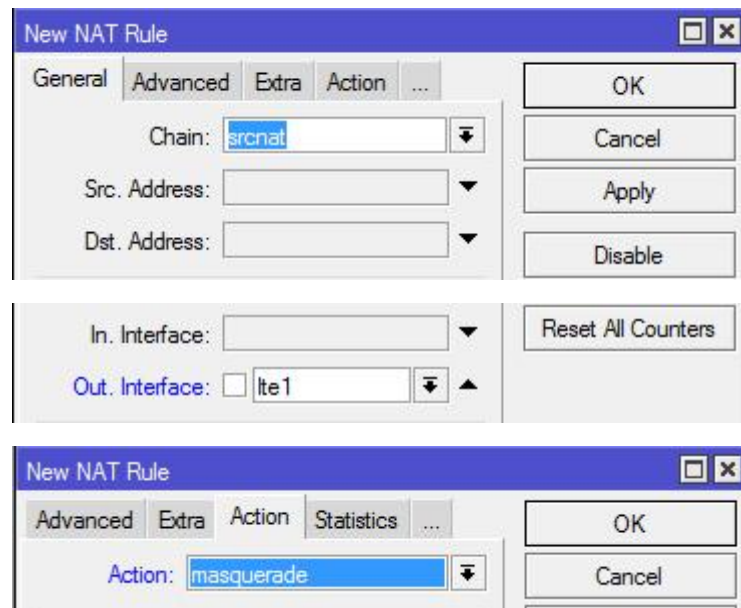 New NAT Rule
General Advanced Extra Action ... OK
Chain: srcnat Cancel
Src. Address: Apply
Dst. Address: Disable
In. Interface: Reset All Counters
Out. Interface: lte1
New NAT Rule
Advanced Extra Action Statistics ... OK
Action: masquerade Cancel